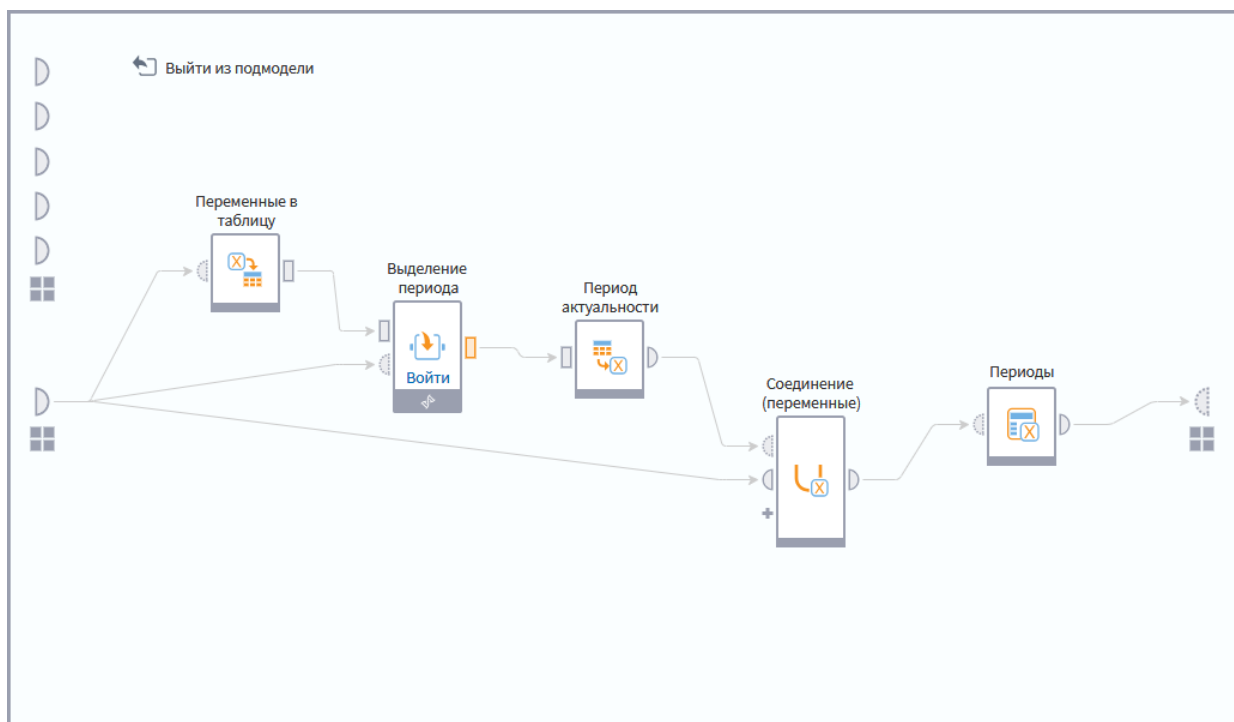 Выйти из подмодели
Переменные в
таблицу
Выделение
периода
Войти
Период
актуальности
Соединение
(переменные)
Периоды